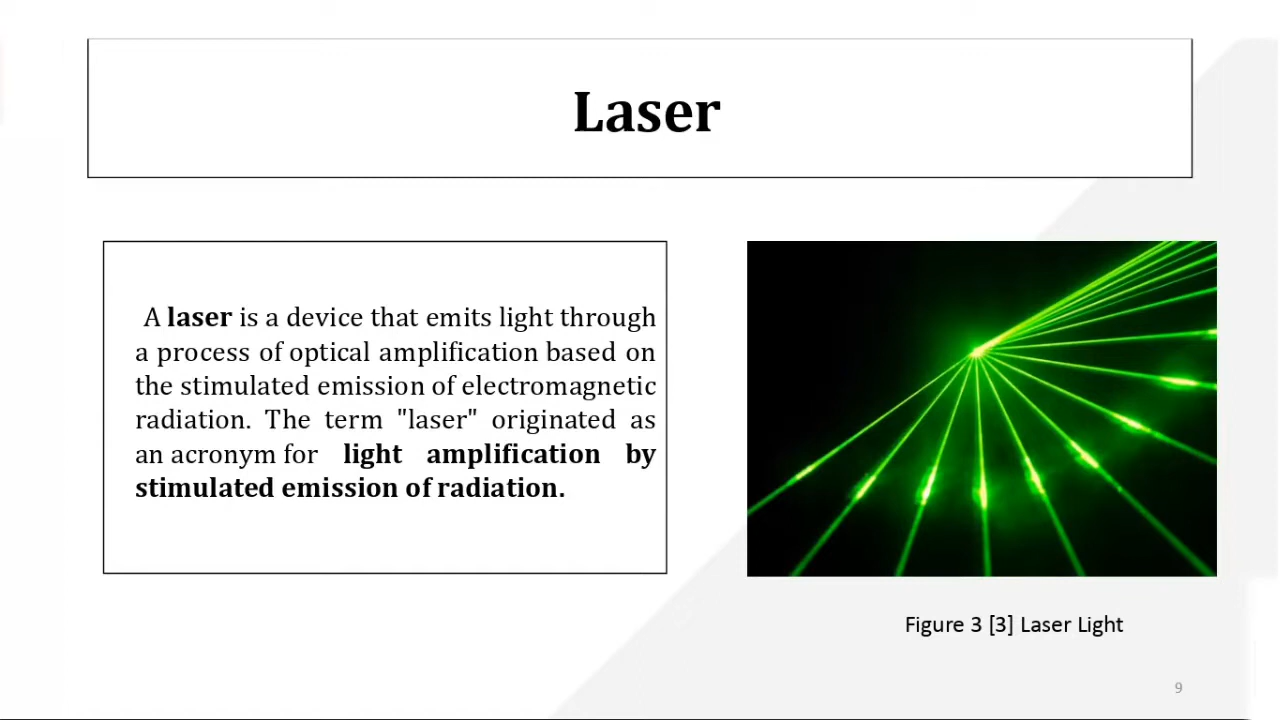 Laser
A laser is a device that emits light through
a process of optical amplification based on
the stimulated emission of electromagnetic
radiation. The term "laser" originated as
an acronym for light amplification by
stimulated emission of radiation.
Figure 3 [3] Laser Light
9